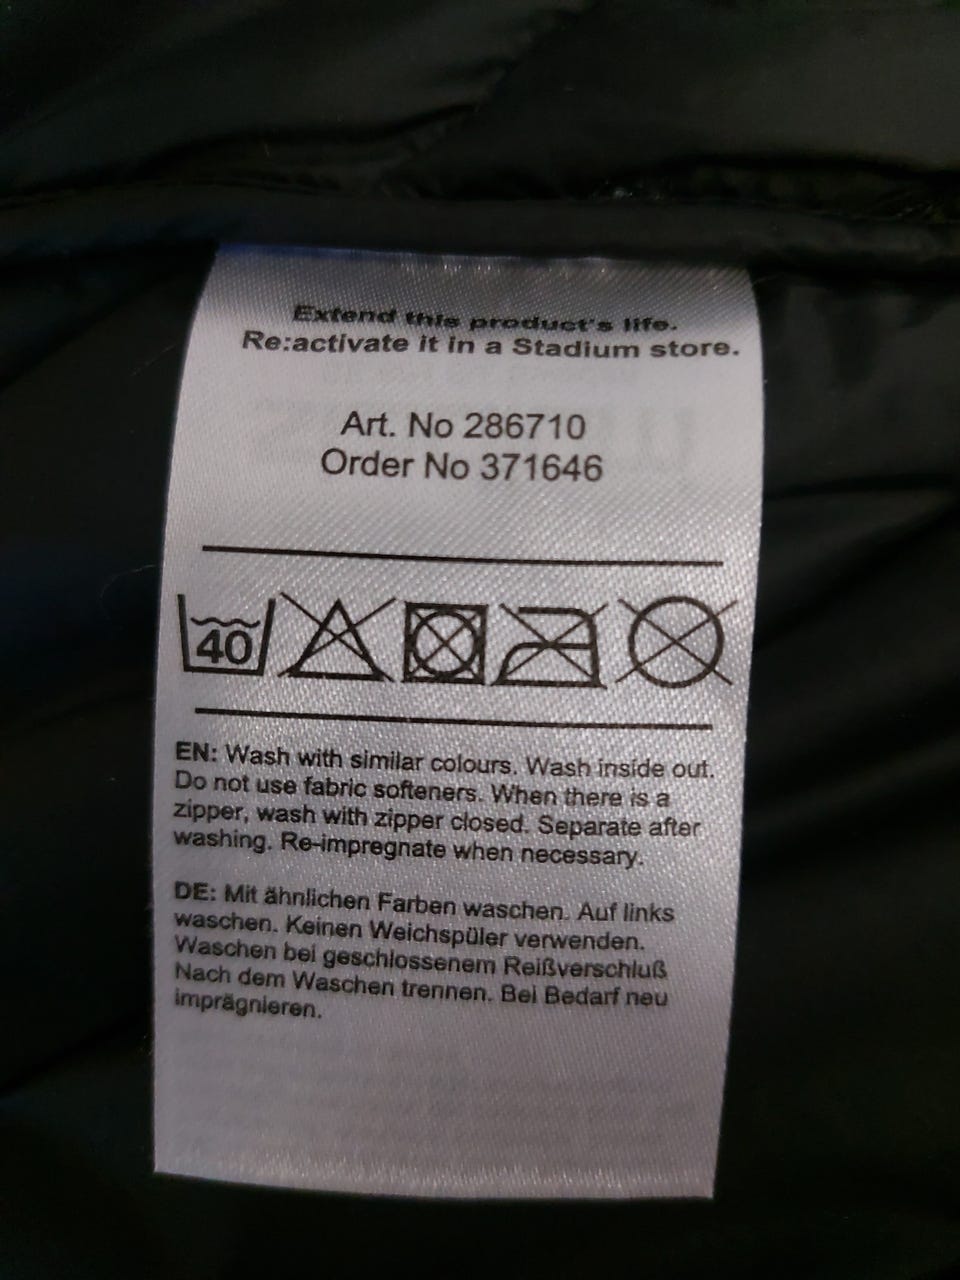 Extend this product's life.
Re:activate it in a Stadium store.
Art. No 286710
Order No 371646
40
EN: Wash with similar colours. Wash inside out.
Do not use fabric softeners. When there is a
zipper, wash with zipper closed. Separate after
washing. Re-impregnate when necessary.
DE: Mit ähnlichen Farben waschen. Auf links
waschen. Keinen Weichspüler verwenden.
Waschen bei geschlossenem Reißverschluß
Nach dem Waschen trennen. Bei Bedarf neu
imprägnieren.